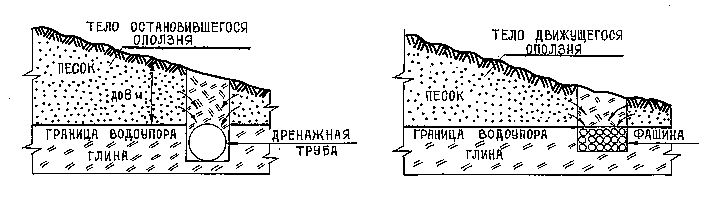 ТЕЛО ОСТАНОВИВШЕГОСЯ
ОПОЛЗНЯ
ПЕСОК
ДО 8 м
ГРАНИЦА ВОДОУПОРА
ГЛИНА
ДРЕНАЖНАЯ
ТРУБА
ТЕЛО ДВИЖУЩЕГОСЯ
ОПОЛЗНЯ
ПЕСОК
ГРАНИЦА ВОДОУПОРА
ГЛИНА
ФАШИНА